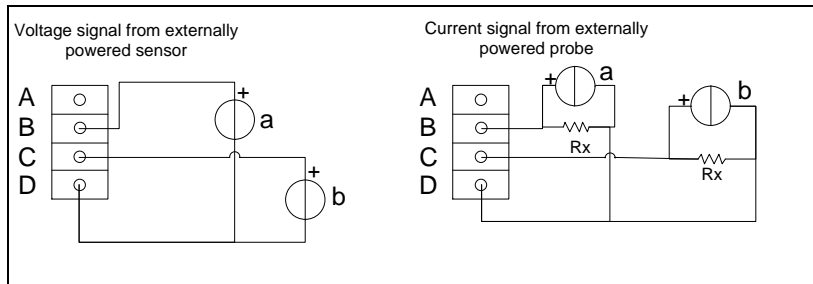 Voltage signal from externally
powered sensor
A
B
C
D
+
a
+
b
Current signal from externally
powered probe
A
B
C
D
+
a
Rx
+
b
Rx